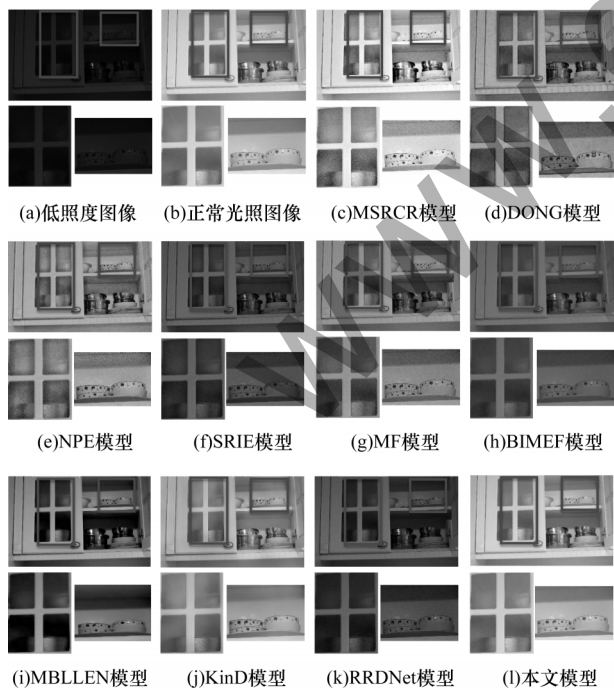 (a)低照度图像 (b)正常光照图像 (c)MSRCR模型 (d)DONG模型
(e)NPE模型 (f)SRIE模型 (g)MF模型 (h)BIMEF模型
(i)MBLLEN模型 (j)KinD模型 (k)RRDNet模型 (l)本文模型
www.